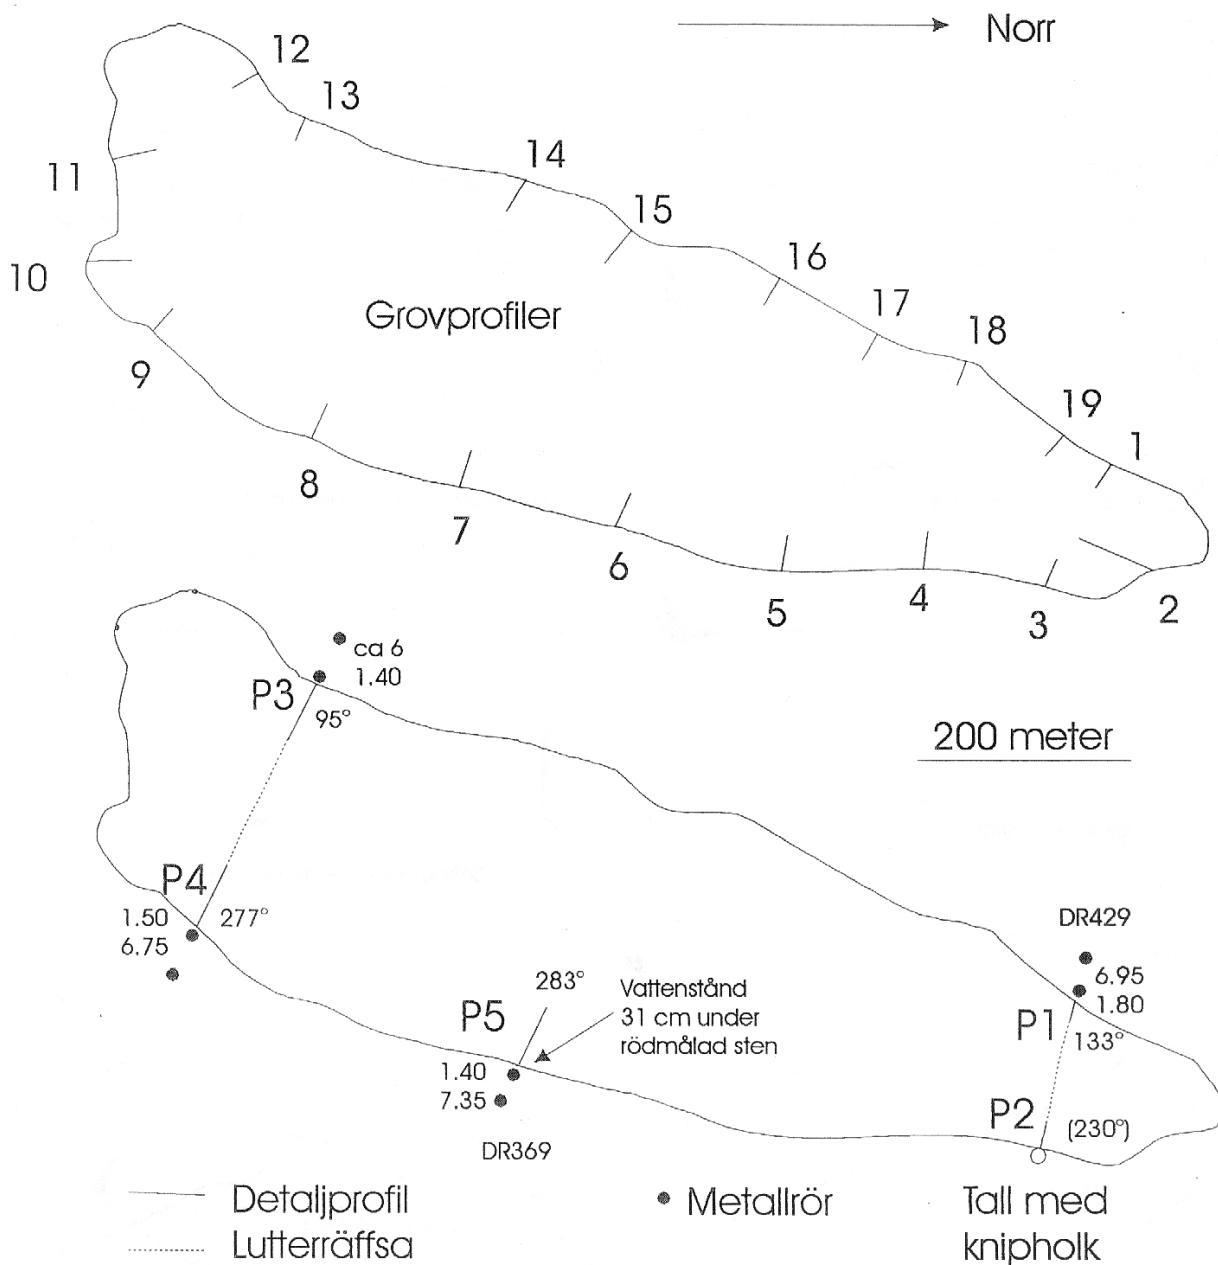 Norr
12
13
14
11
15
10
16
Grovprofiler
17
18
9
19
1
8
7
6
5
4
3
2
ca 6
1.40
P3
95°
200 meter
P4
1.50
277°
6.75
DR429
283°
Vattenstånd
31 cm under
rödmålad sten
6.95
1.80
P5
P1
133°
1.40
7.35
P2
(230°)
DR369
Detaljprofil
Metallrör
Tall med
knipholk
Lutterräffsa